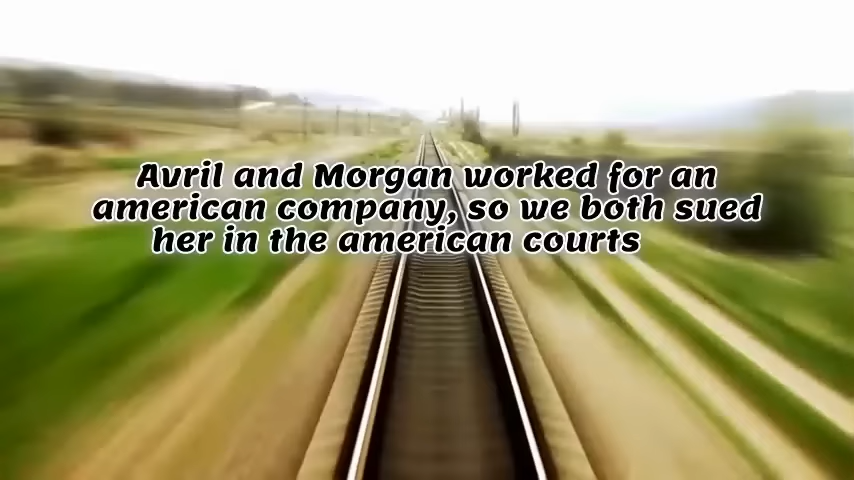 Avril and Morgan worked for an
american company, so we both sued
her in the american courts